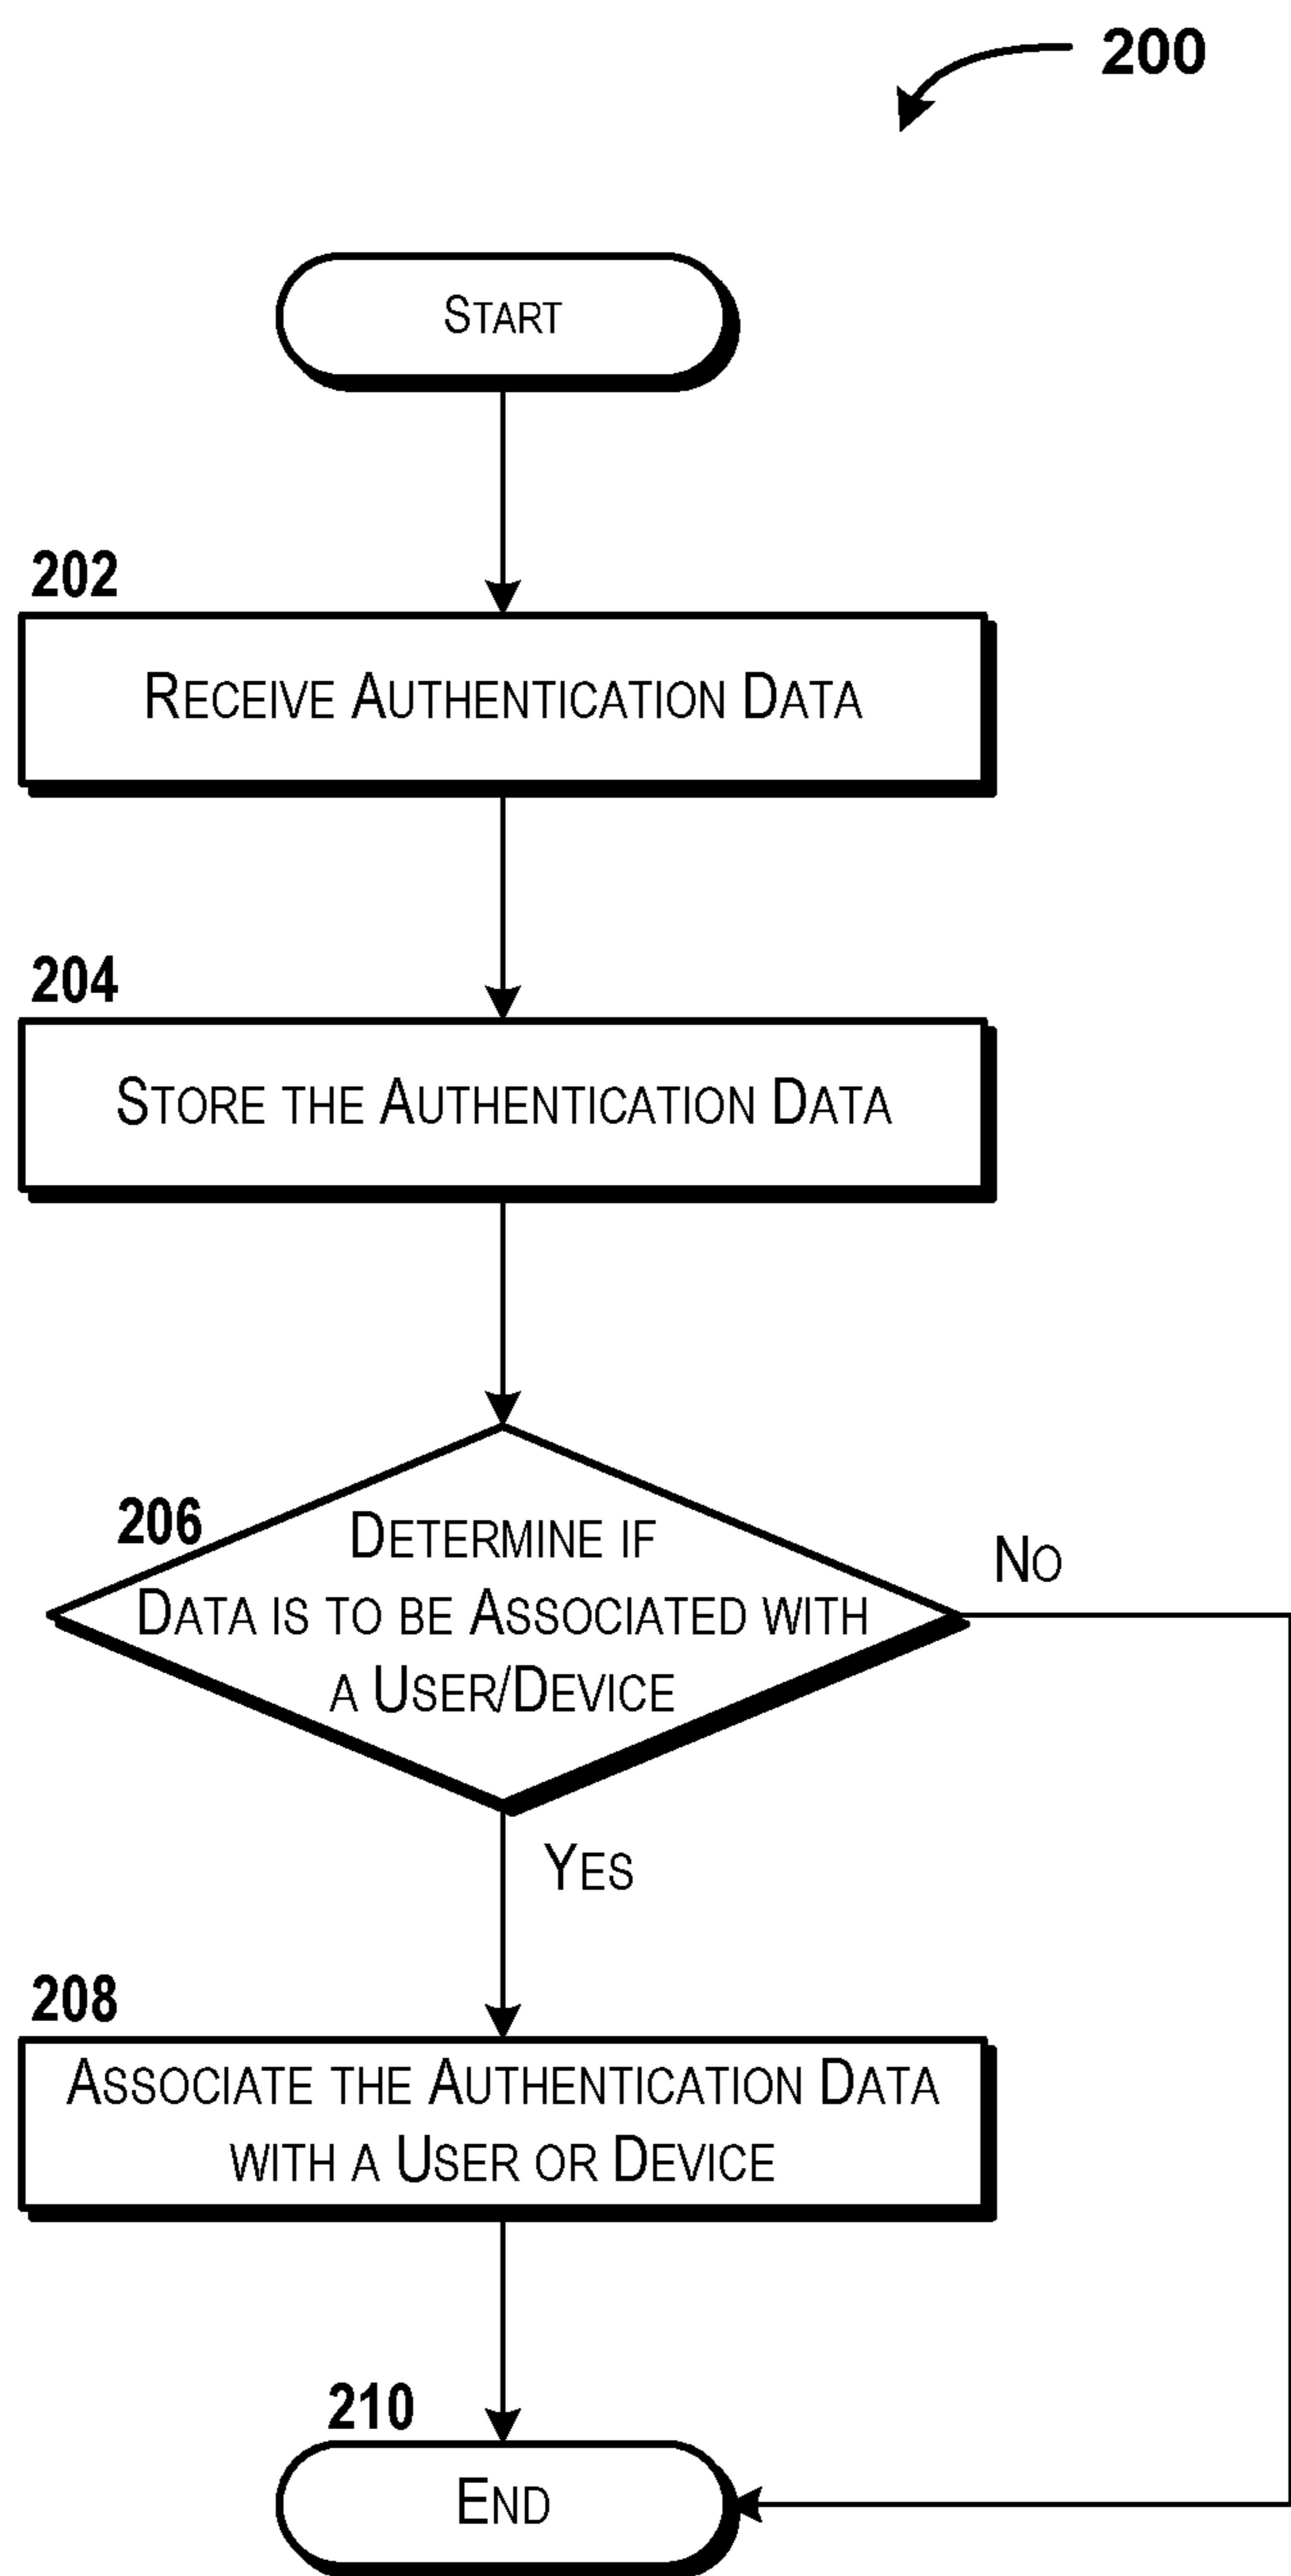 200
START
202
RECEIVE AUTHENTICATION DATA
204
STORE THE AUTHENTICATION DATA
206
DETERMINE IF
DATA IS TO BE ASSOCIATED WITH
A USER/DEVICE
NO
YES
208
ASSOCIATE THE AUTHENTICATION DATA
WITH A USER OR DEVICE
210
END